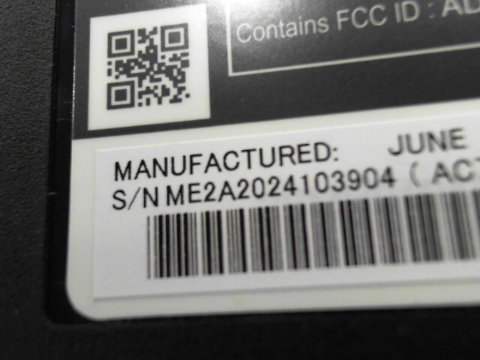 Contains FCC ID : AD
MANUFACTURED: JUNE
S/N ME2A2024103904 ( ACT